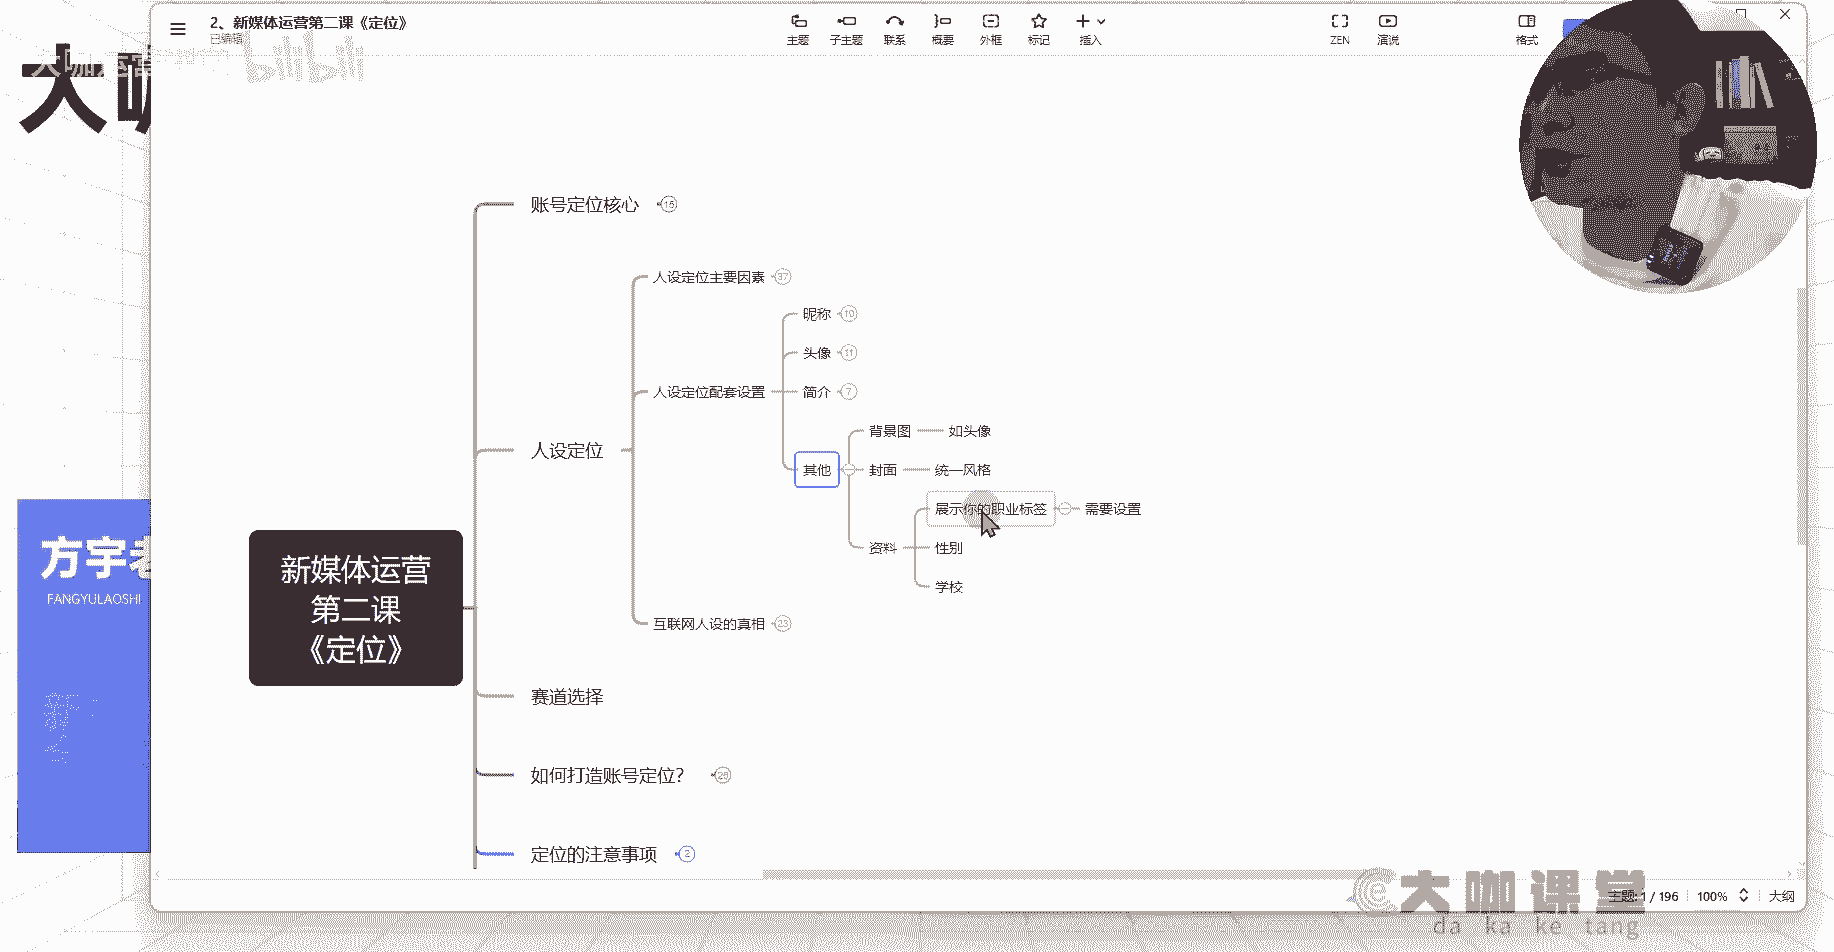 2、新媒体运营第二课《定位》
已编辑
主题
子主题
联系
概要
外框
标记
插入
ZEN
演说
格式
大咖运营
bilibili
账号定位核心 15
人设定位主要因素 37
昵称 10
头像 11
人设定位配套设置
简介 7
背景图
如头像
人设定位
其他
封面
统一风格
展示你的职业标签
需要设置
资料
性别
学校
新媒体运营
第二课
《定位》
互联网人设的真相 23
赛道选择
如何打造账号定位？ 26
定位的注意事项 2
方宇老
FANGYULAOSHI
主题: 1 / 196
100%
大纲
大咖课堂
da ka ke tang